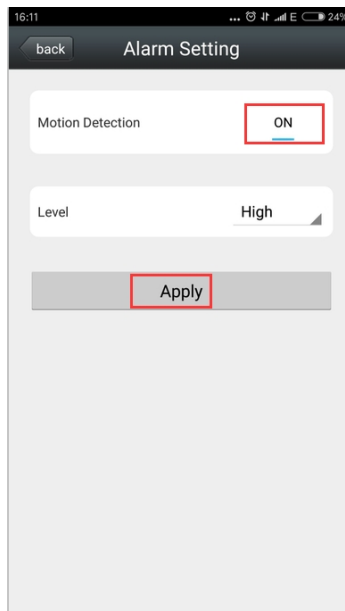 16:11 ... E 24%
back Alarm Setting
Motion Detection ON
Level High
Apply